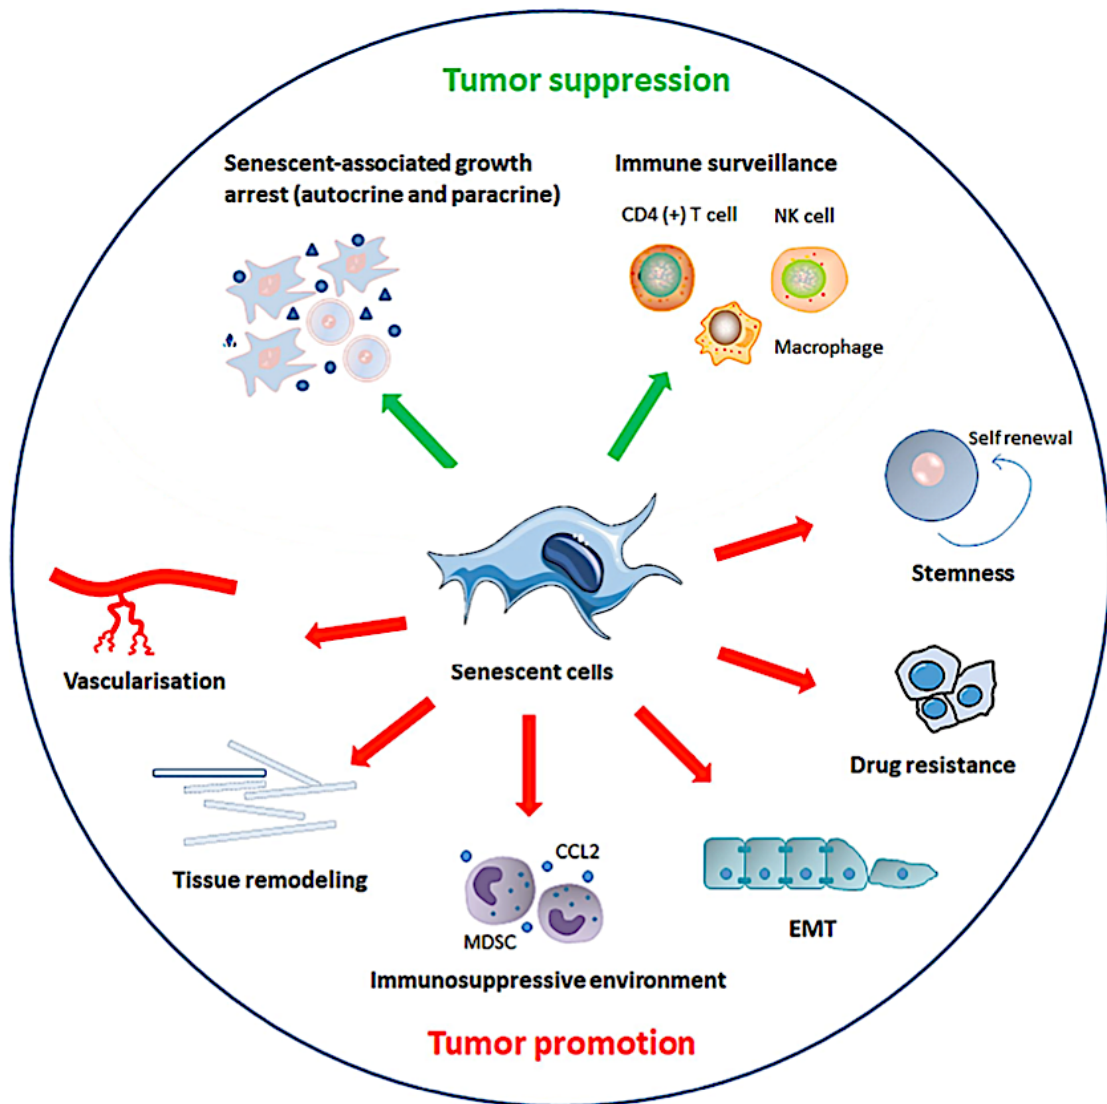 Tumor suppression
Senescent-associated growth
arrest (autocrine and paracrine)
Immune surveillance
CD4 (+) T cell
NK cell
Macrophage
Self renewal
Stemness
Senescent cells
Vascularisation
Drug resistance
Tissue remodeling
CCL2
MDSC
EMT
Immunosuppressive environment
Tumor promotion